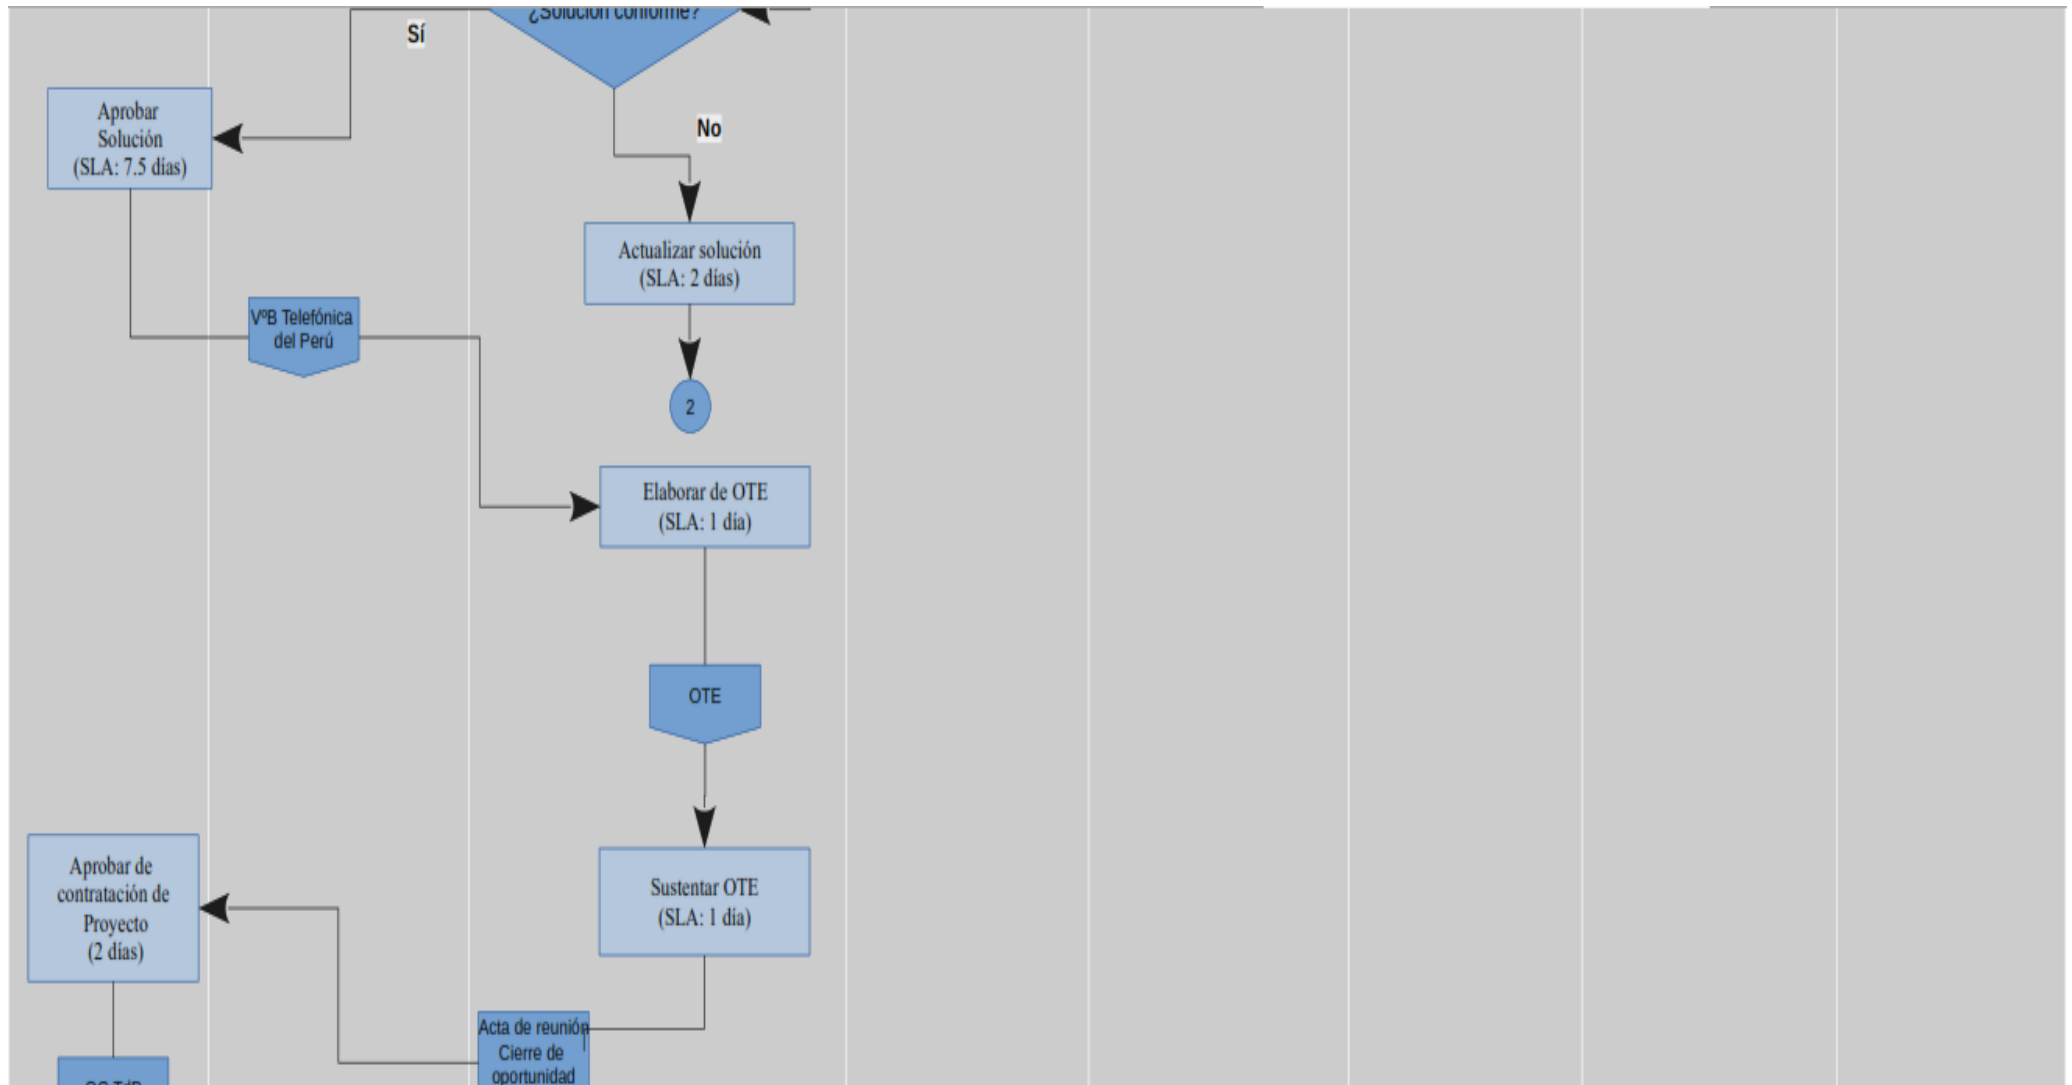 ¿Solución conforme?
Sí
Aprobar
Solución
(SLA: 7.5 días)
No
Actualizar solución
(SLA: 2 días)
VºB Telefónica
del Perú
2
Elaborar de OTE
(SLA: 1 día)
OTE
Aprobar de
contratación de
Proyecto
(2 días)
Sustentar OTE
(SLA: 1 día)
Acta de reunión
Cierre de
oportunidad